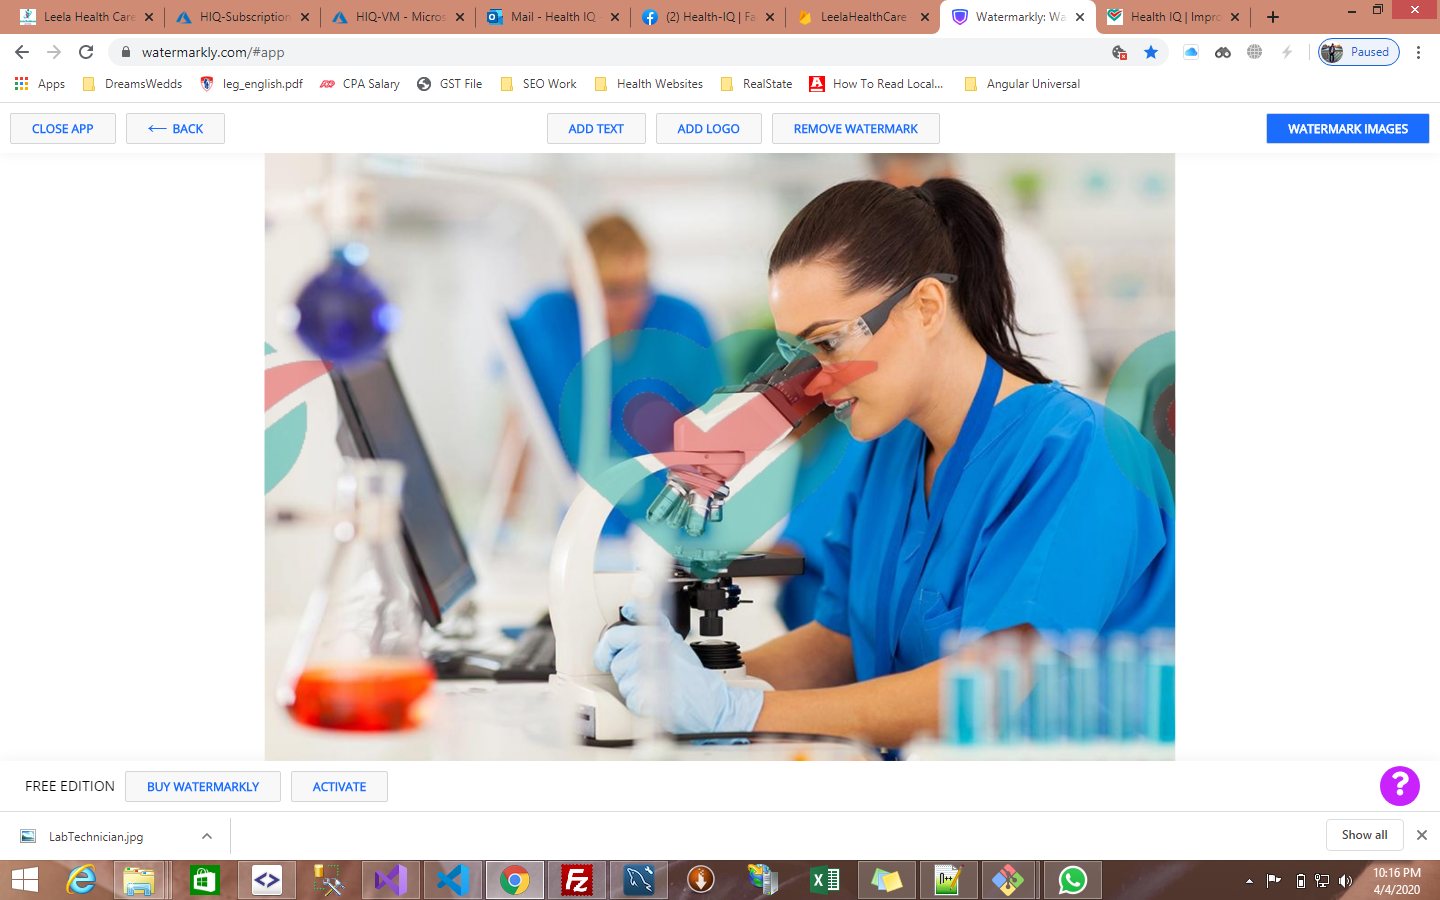 Leela Health Care
HIQ-Subscription
HIQ-VM - Micros
Mail - Health IQ
(2) Health-IQ | Fa
LeelaHealthCare
Watermarkly: Wa
Health IQ | Impro
watermarkly.com/#app
Paused
Apps
DreamsWedds
leg_english.pdf
CPA Salary
GST File
SEO Work
Health Websites
RealState
How To Read Local...
Angular Universal
CLOSE APP
BACK
ADD TEXT
ADD LOGO
REMOVE WATERMARK
WATERMARK IMAGES
FREE EDITION
BUY WATERMARKLY
ACTIVATE
?
LabTechnician.jpg
Show all
10:16 PM
4/4/2020